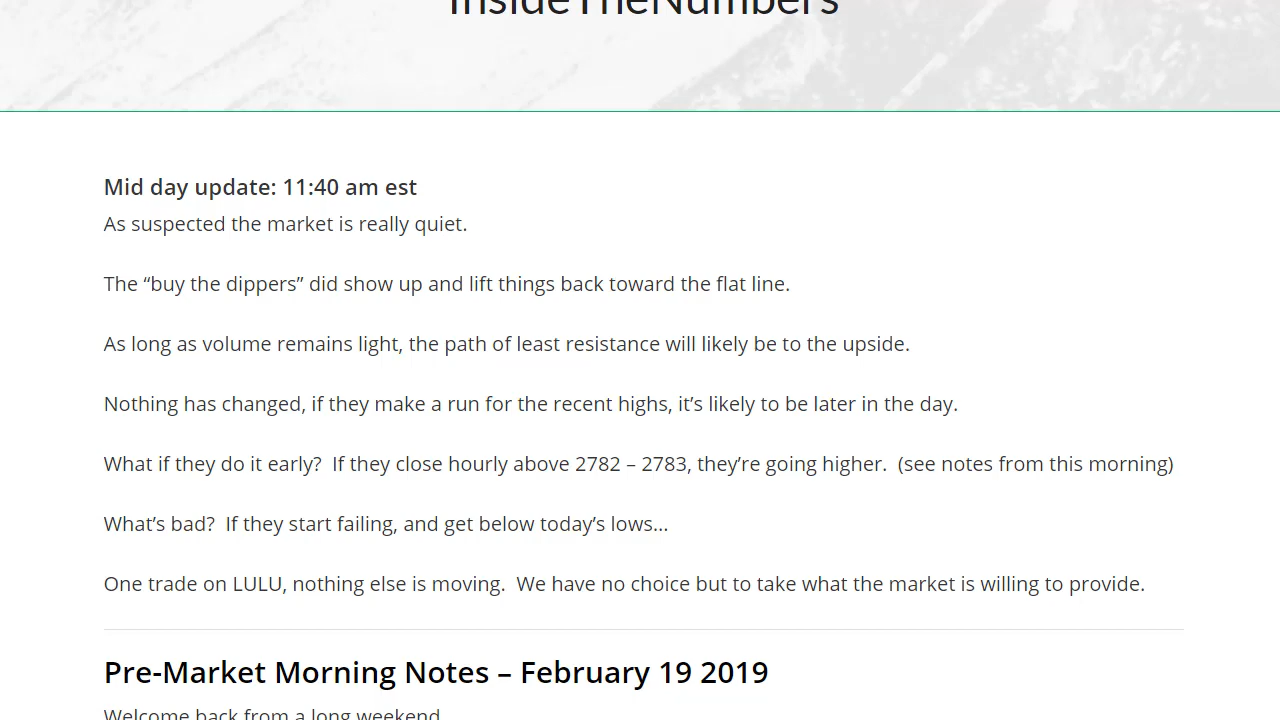 InsideTheNumbers
Mid day update: 11:40 am est
As suspected the market is really quiet.
The “buy the dippers” did show up and lift things back toward the flat line.
As long as volume remains light, the path of least resistance will likely be to the upside.
Nothing has changed, if they make a run for the recent highs, it’s likely to be later in the day.
What if they do it early?  If they close hourly above 2782 – 2783, they’re going higher.  (see notes from this morning)
What’s bad?  If they start failing, and get below today’s lows…
One trade on LULU, nothing else is moving.  We have no choice but to take what the market is willing to provide.
Pre-Market Morning Notes – February 19 2019
Welcome back from a long weekend